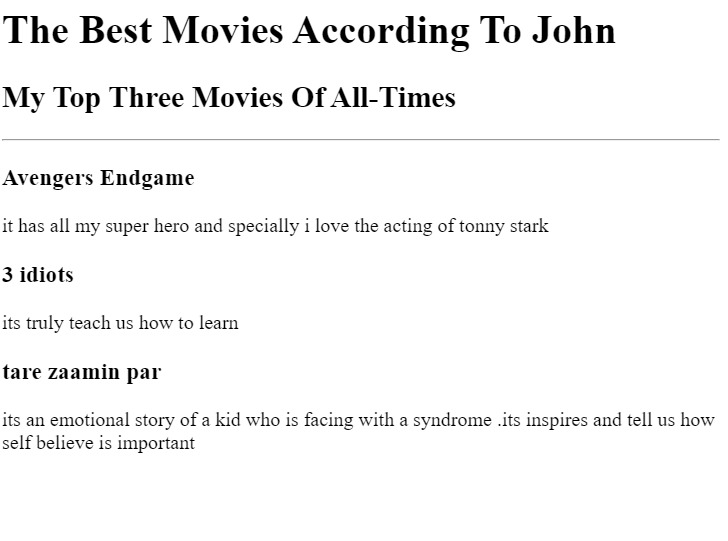 The Best Movies According To John
My Top Three Movies Of All-Times
Avengers Endgame
it has all my super hero and specially i love the acting of tonny stark
3 idiots
its truly teach us how to learn
tare zaamin par
its an emotional story of a kid who is facing with a syndrome .its inspires and tell us how
self believe is important